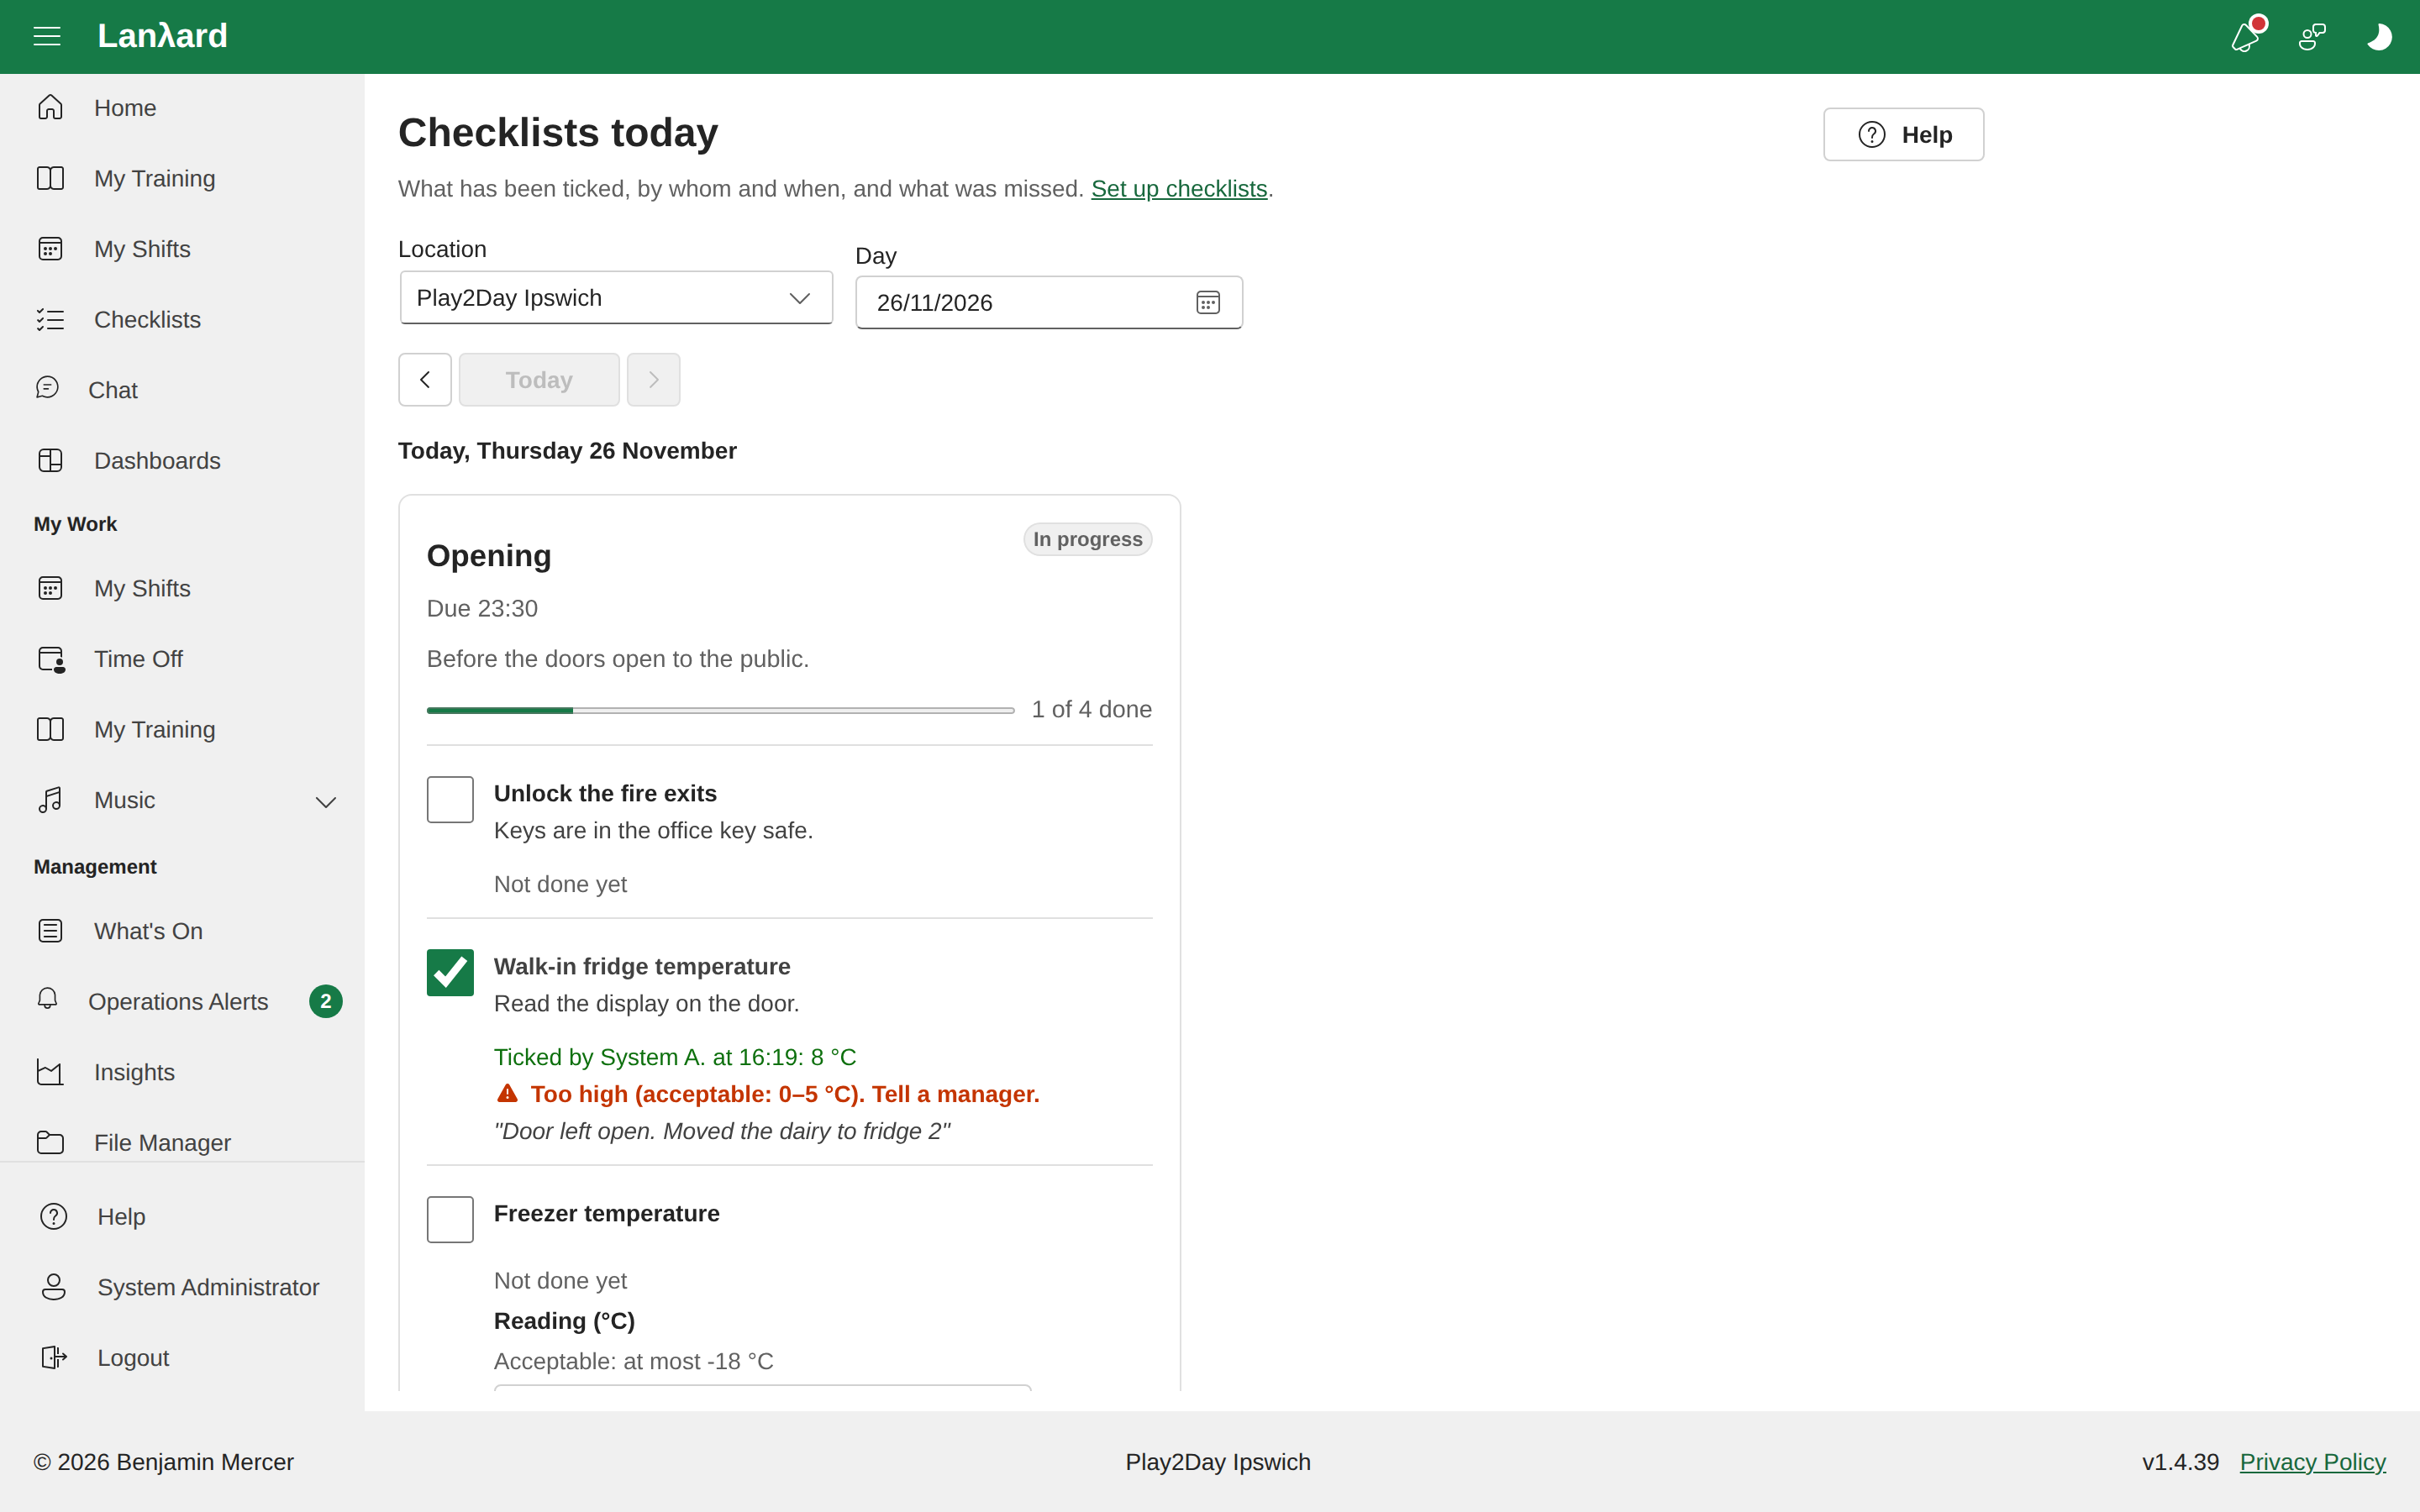 Lanλard
Home
My Training
My Shifts
Checklists
Chat
Dashboards
My Work
My Shifts
Time Off
My Training
Music
Management
What's On
Operations Alerts 2
Insights
File Manager
Help
System Administrator
Logout
Checklists today
Help
What has been ticked, by whom and when, and what was missed. Set up checklists.
Location
Play2Day Ipswich
Day
26/11/2026
Today
Today, Thursday 26 November
Opening
In progress
Due 23:30
Before the doors open to the public.
1 of 4 done
Unlock the fire exits
Keys are in the office key safe.
Not done yet
Walk-in fridge temperature
Read the display on the door.
Ticked by System A. at 16:19: 8 °C
Too high (acceptable: 0–5 °C). Tell a manager.
"Door left open. Moved the dairy to fridge 2"
Freezer temperature
Not done yet
Reading (°C)
Acceptable: at most -18 °C
© 2026 Benjamin Mercer
Play2Day Ipswich
v1.4.39 Privacy Policy